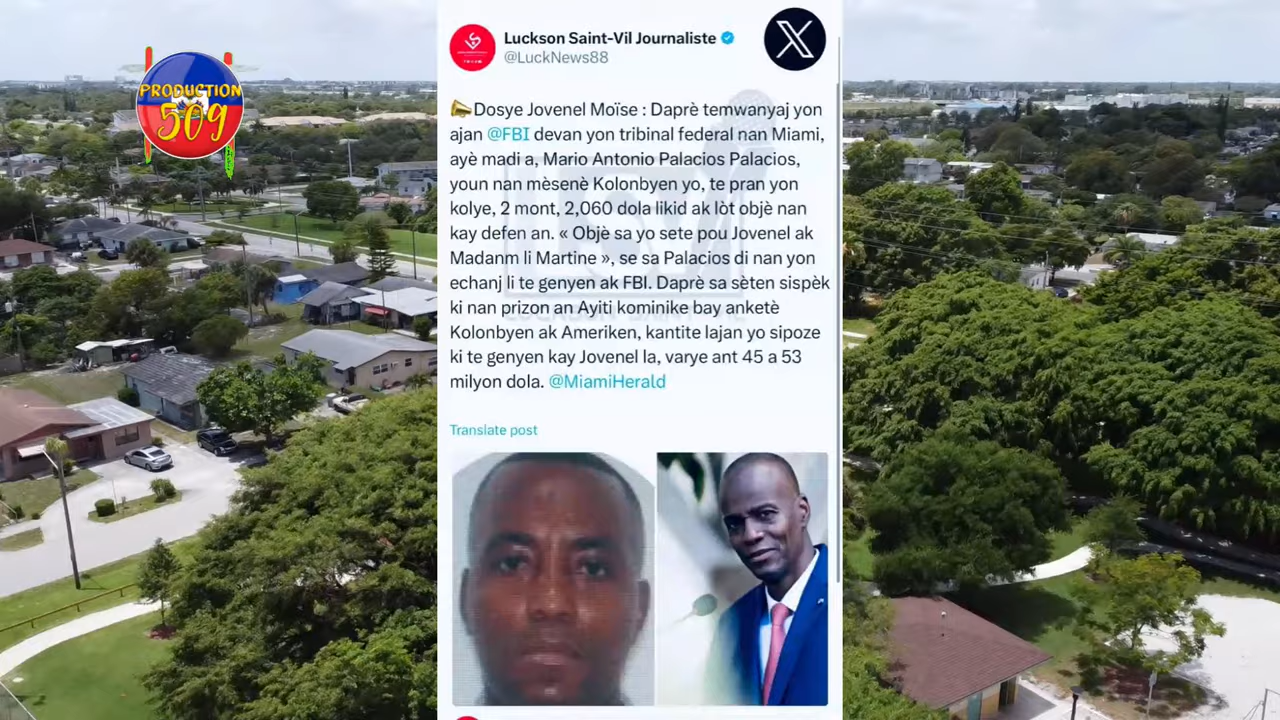 PRODUCTION
509
Luckson Saint-Vil Journaliste
@LuckNews88
X
Dosye Jovenel Moïse : Daprè temwanyaj yon
ajan @FBI devan yon tribinal federal nan Miami,
ayè madi a, Mario Antonio Palacios Palacios,
youn nan mèsenè Kolonbyen yo, te pran yon
kolye, 2 mont, 2,060 dola likid ak lòt objè nan
kay defen an. « Objè sa yo sete pou Jovenel ak
Madanm li Martine », se sa Palacios di nan yon
echanj li te genyen ak FBI. Daprè sa sèten sispèk
ki nan prizon an Ayiti kominike bay anketè
Kolonbyen ak Ameriken, kantite lajan yo sipoze
ki te genyen kay Jovenel la, varye ant 45 a 53
milyon dola. @MiamiHerald
Translate post